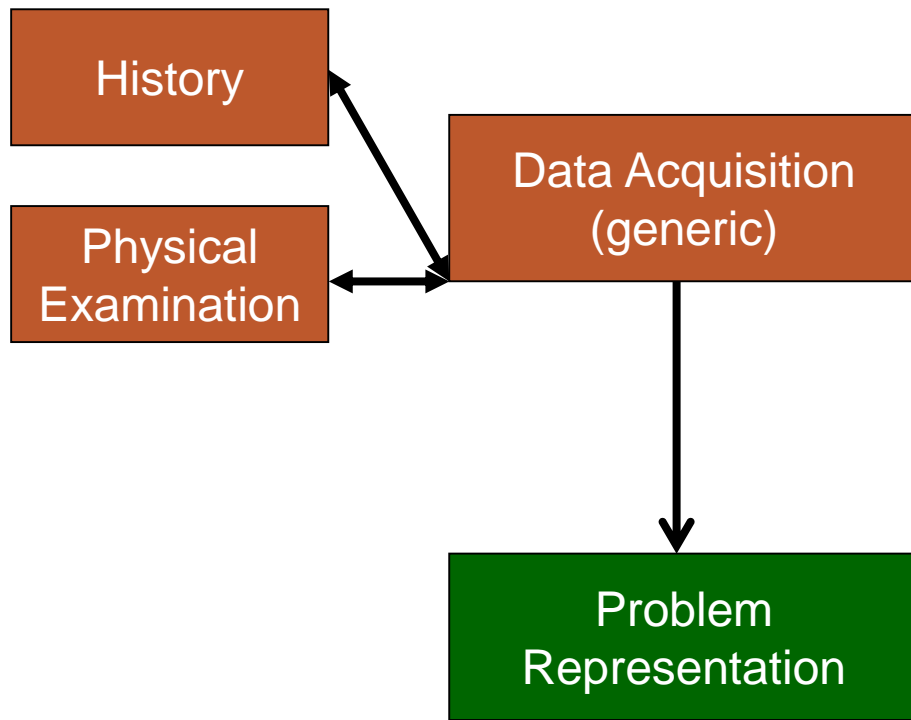 History
Data Acquisition
(generic)
Physical
Examination
Problem
Representation